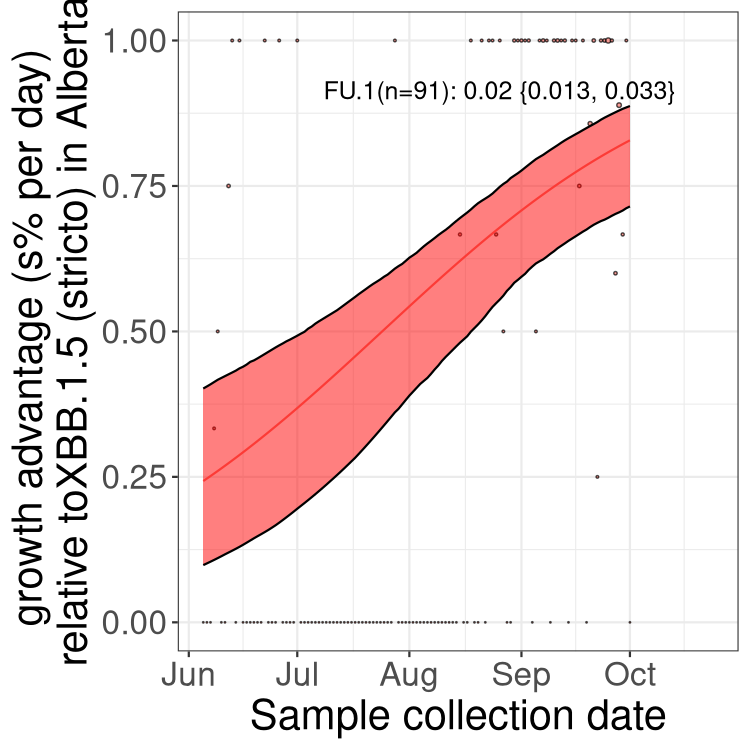 growth advantage (s% per day)
relative toXBB.1.5 (stricto) in Alberta
1.00
0.75
0.50
0.25
0.00
FU.1(n=91): 0.02 {0.013, 0.033}
Jun Jul Aug Sep Oct
Sample collection date